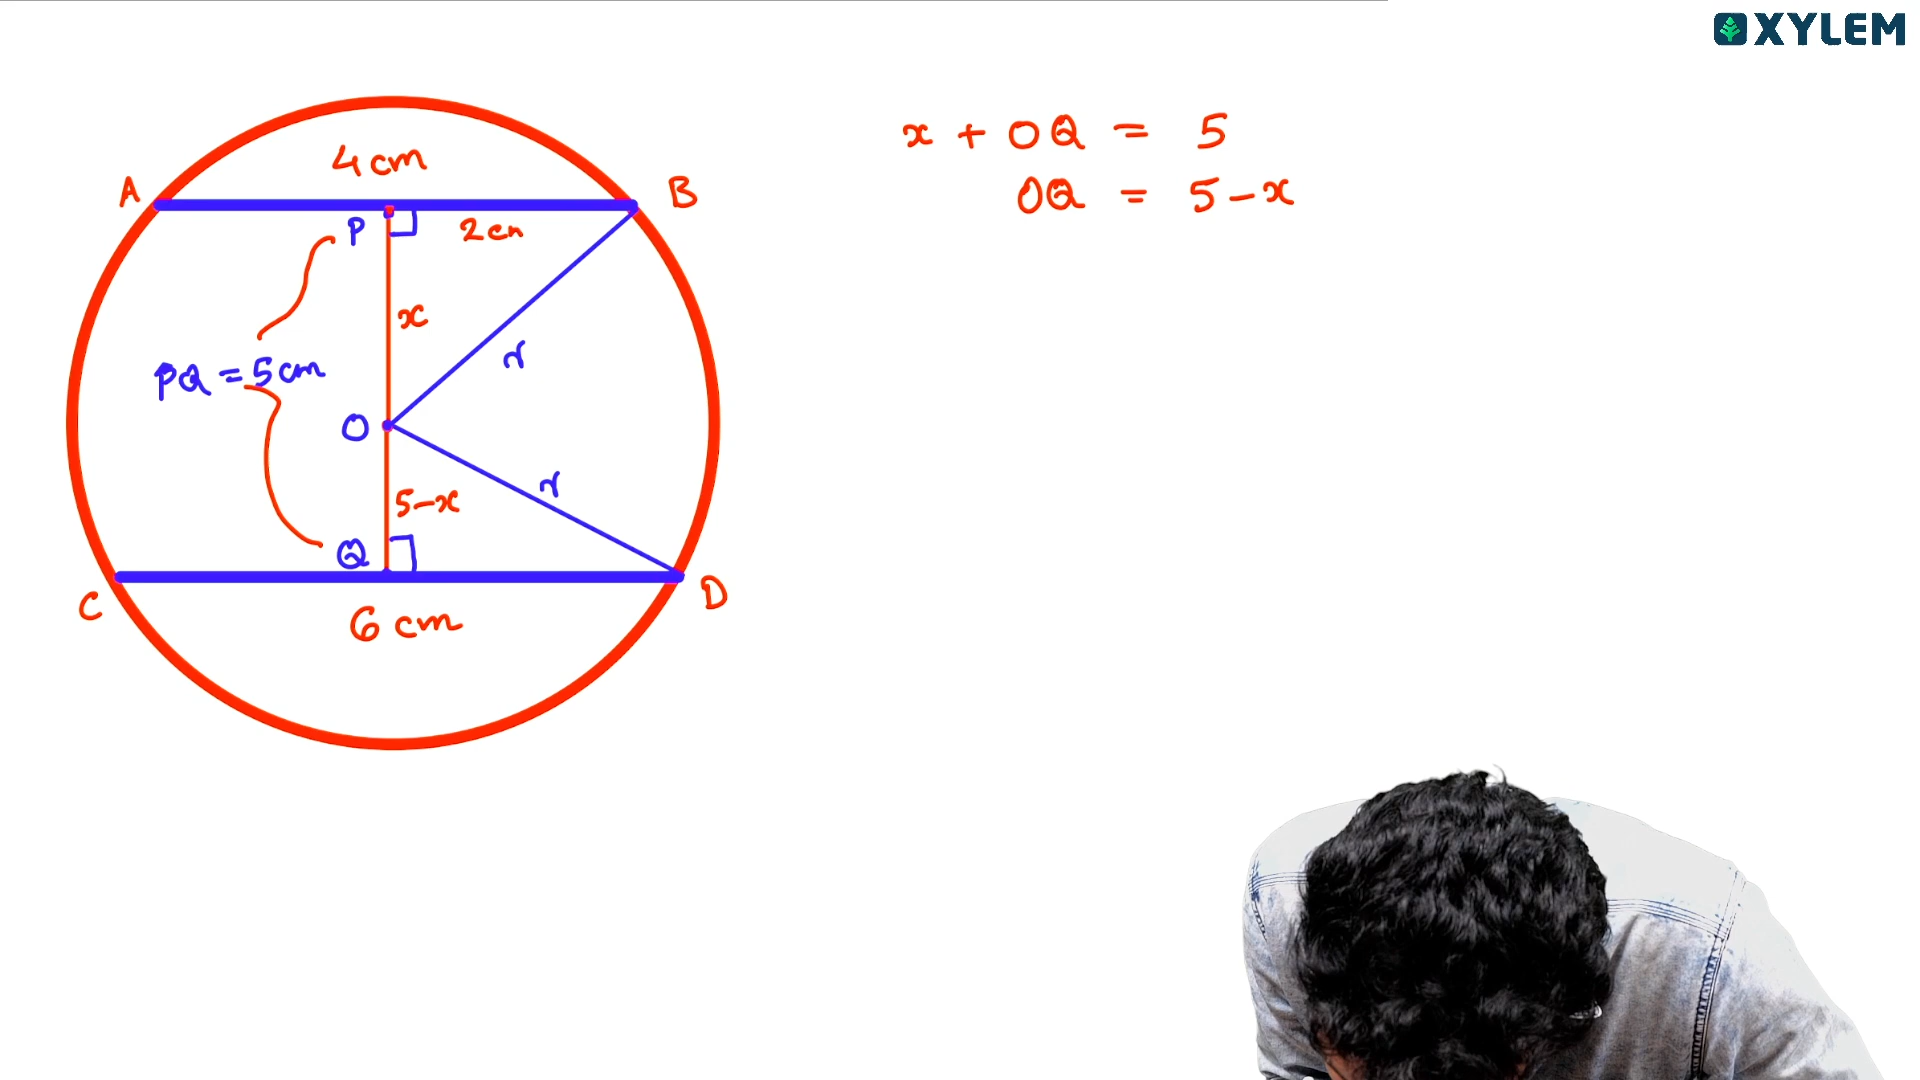 XYLEM
x + OQ = 5
OQ = 5-x
4 cm
A
B
P
2 cm
x
r
PQ = 5 cm
O
r
5-x
Q
C
D
6 cm